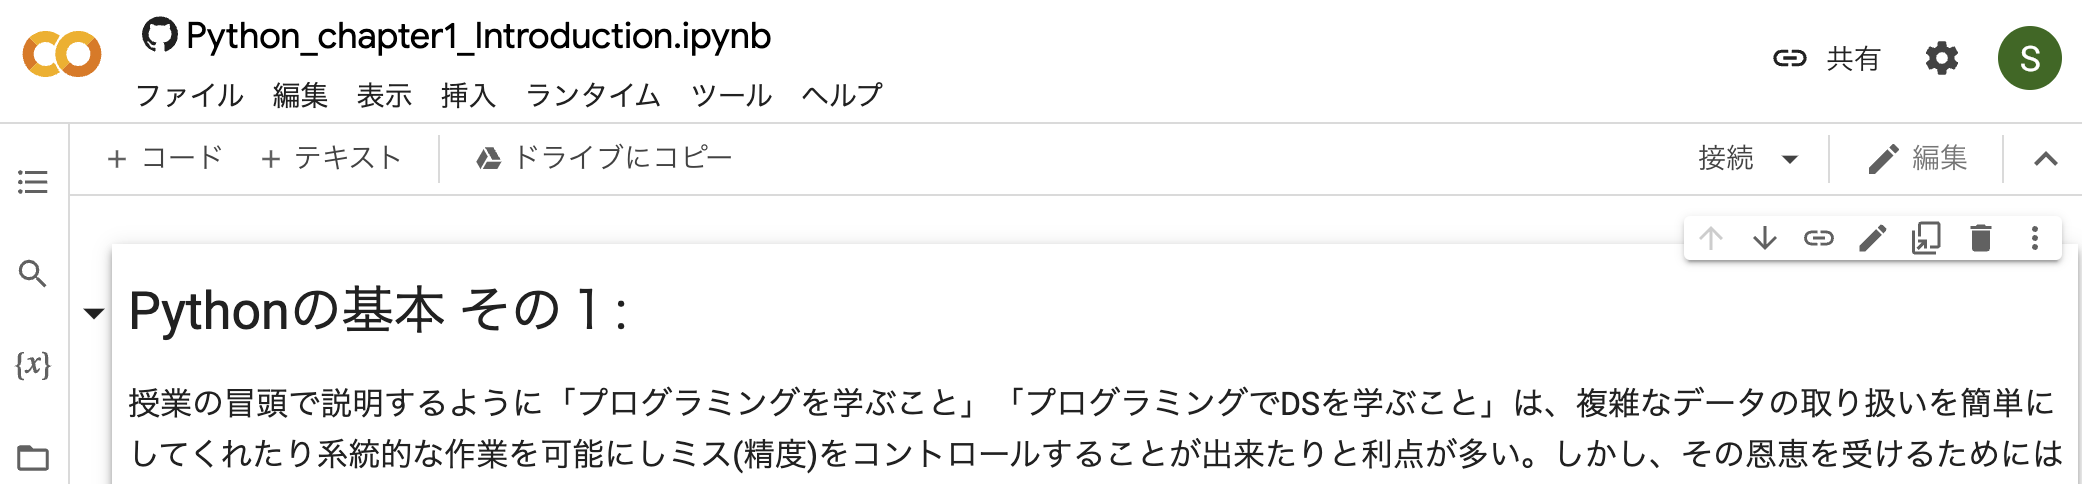 Python_chapter1_Introduction.ipynb
ファイル 編集 表示 挿入 ランタイム ツール ヘルプ
共有
S
+ コード + テキスト ドライブにコピー
接続 編集
{x}
Pythonの基本 その1:
授業の冒頭で説明するように「プログラミングを学ぶこと」「プログラミングでDSを学ぶこと」は、複雑なデータの取り扱いを簡単に
してくれたり系統的な作業を可能にしミス(精度)をコントロールすることが出来たりと利点が多い。しかし、その恩恵を受けるためには